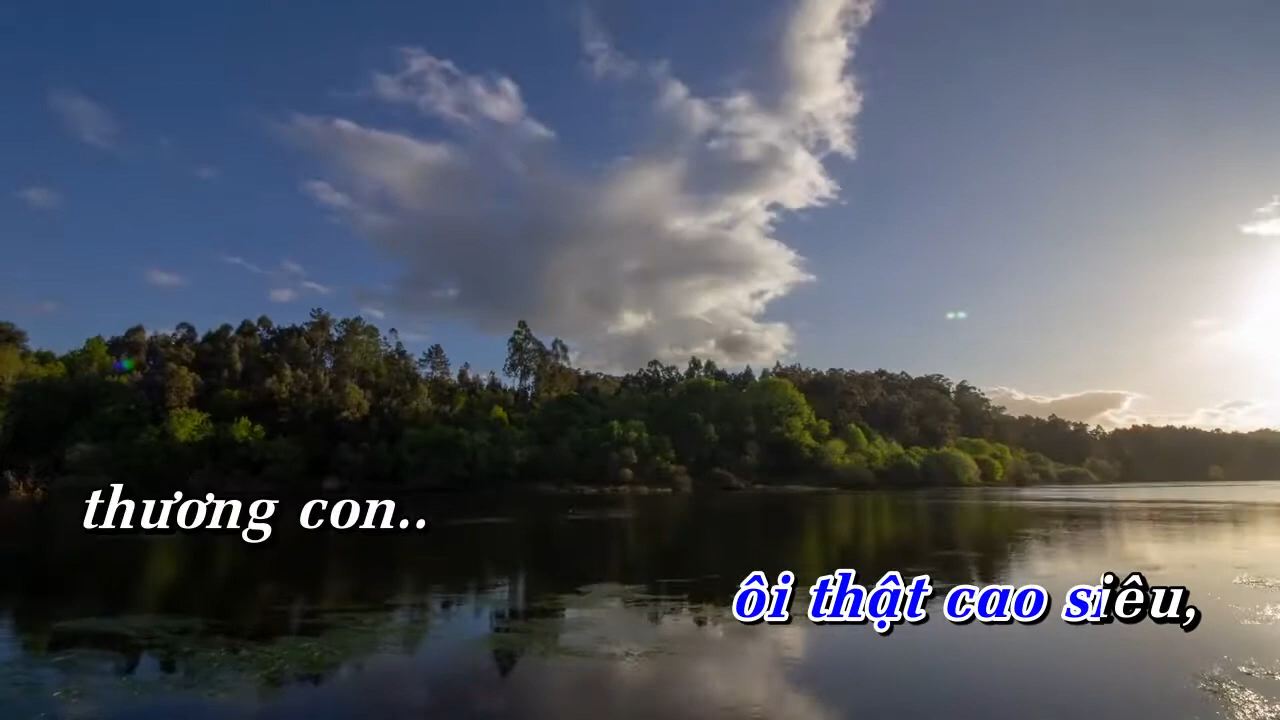 thương con..
ôi thật cao siêu,